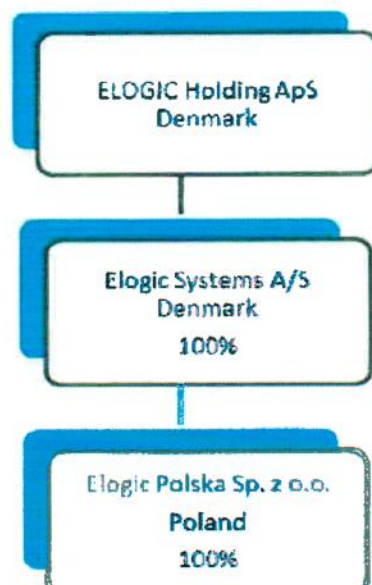 ELOGIC Holding ApS
Denmark
Elogic Systems A/S
Denmark
100%
Elogic Polska Sp. z o.o.
Poland
100%